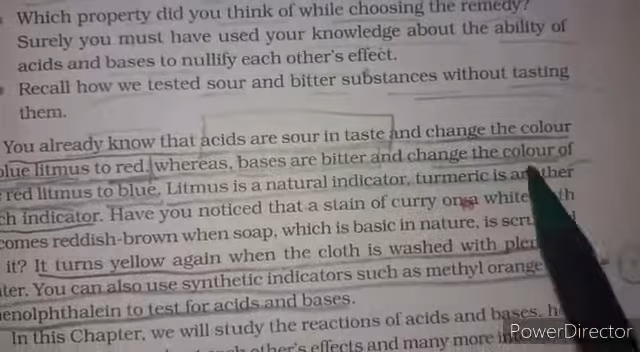 Which property did you think of while choosing the remedy?
Surely you must have used your knowledge about the ability of
acids and bases to nullify each other's effect.
Recall how we tested sour and bitter substances without tasting
them.
You already know that acids are sour in taste and change the colour
blue litmus to red, whereas, bases are bitter and change the colour of
red litmus to blue. Litmus is a natural indicator, turmeric is
indicator. Have you noticed that a stain of curry on a white
comes reddish-brown when soap, which is basic in nature, is
it? It turns yellow again when the cloth is washed with
You can also use synthetic indicators such as methyl orange
to test for acids and bases.
In this Chapter, we will study the reactions of acids and bases,
other's effects and many more
PowerDirector